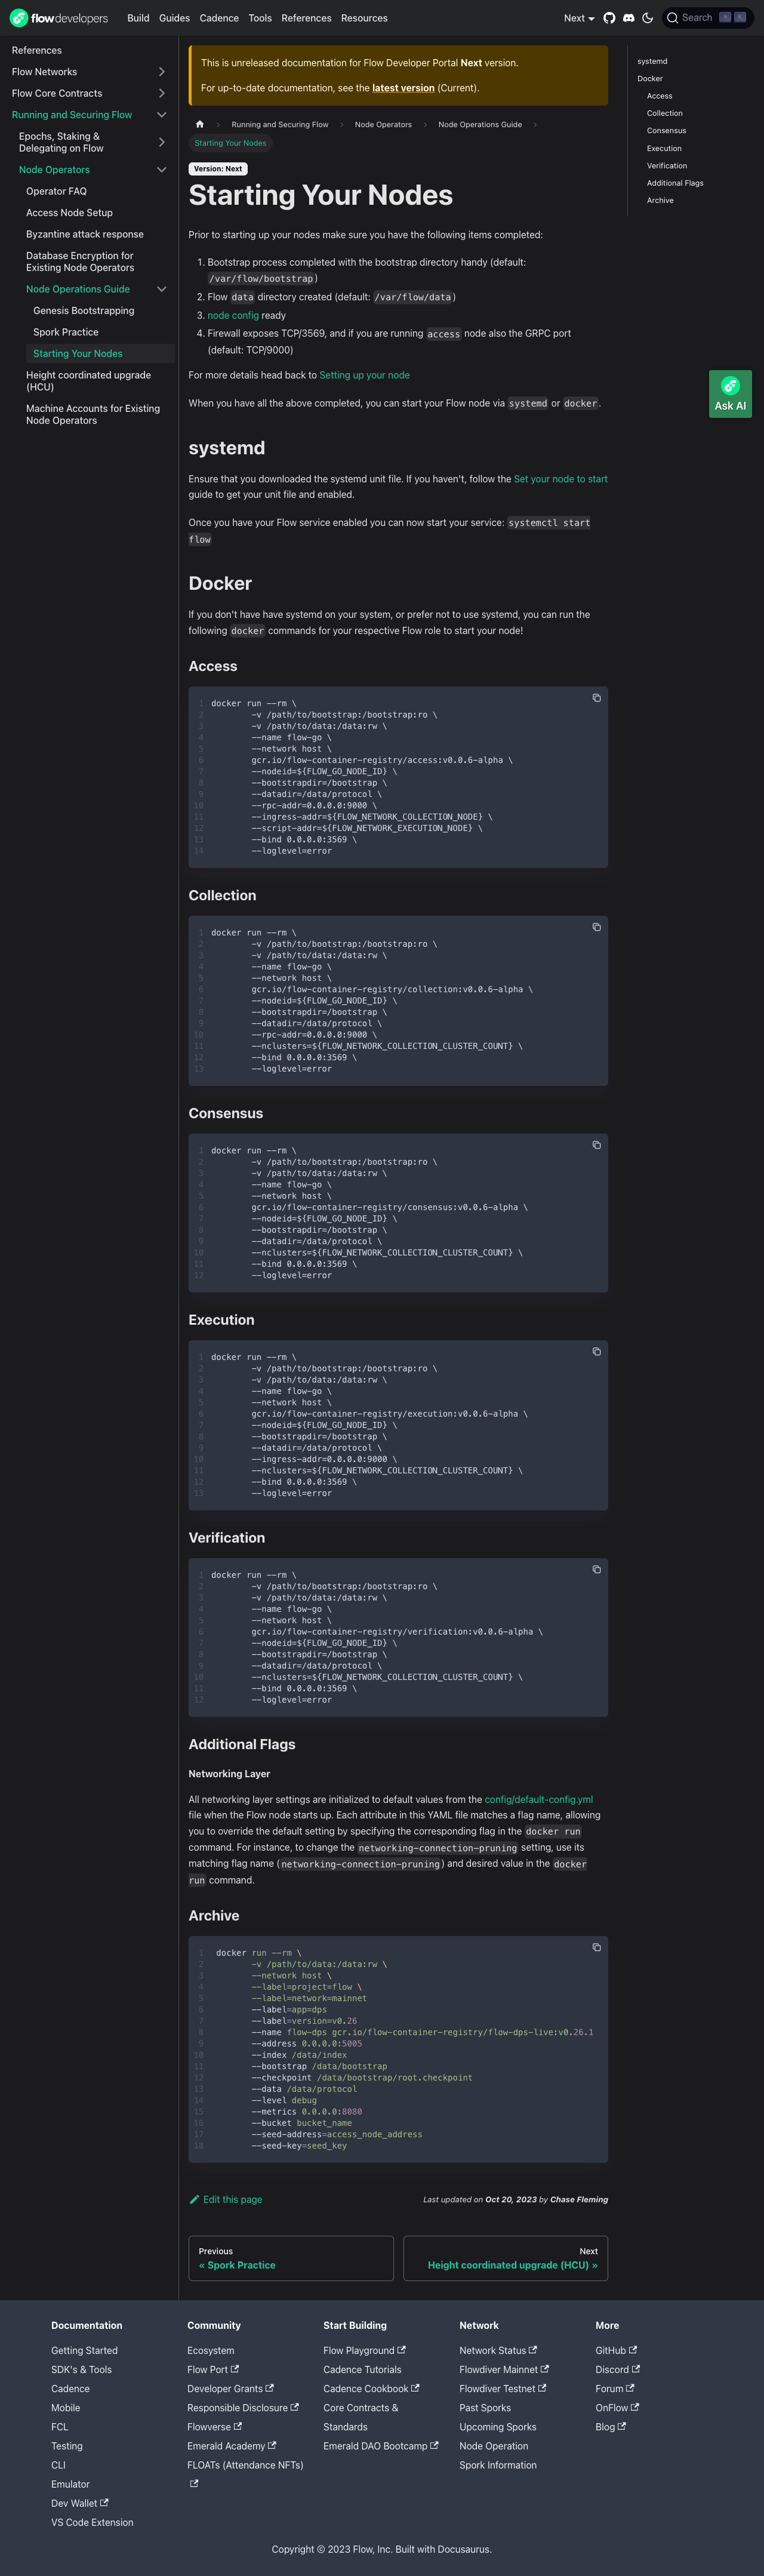 flow developers
Build Guides Cadence Tools References Resources
Next
Search
References
Flow Networks
Flow Core Contracts
Running and Securing Flow
Epochs, Staking &
Delegating on Flow
Node Operators
Operator FAQ
Access Node Setup
Byzantine attack response
Database Encryption for
Existing Node Operators
Node Operations Guide
Genesis Bootstrapping
Spork Practice
Starting Your Nodes
Height coordinated upgrade
(HCU)
Machine Accounts for Existing
Node Operators
This is unreleased documentation for Flow Developer Portal Next version.
For up-to-date documentation, see the latest version (Current).
Running and Securing Flow
Node Operators
Node Operations Guide
Starting Your Nodes
Version: Next
Starting Your Nodes
Prior to starting up your nodes make sure you have the following items completed:
1. Bootstrap process completed with the bootstrap directory handy (default:
/var/flow/bootstrap)
2. Flow data directory created (default: /var/flow/data)
3. node config ready
4. Firewall exposes TCP/3569, and if you are running access node also the GRPC port
(default: TCP/9000)
For more details head back to Setting up your node
When you have all the above completed, you can start your Flow node via systemd or docker.
systemd
Ensure that you downloaded the systemd unit file. If you haven't, follow the Set your node to start
guide to get your unit file and enabled.
Once you have your Flow service enabled you can now start your service: systemctl start
flow
Docker
If you don't have have systemd on your system, or prefer not to use systemd, you can run the
following docker commands for your respective Flow role to start your node!
Access
1 docker run --rm \
2 -v /path/to/bootstrap:/bootstrap:ro \
3 -v /path/to/data:/data:rw \
4 --name flow-go \
5 --network host \
6 gcr.io/flow-container-registry/access:v0.0.6-alpha \
7 --nodeid=${FLOW_GO_NODE_ID} \
8 --bootstrapdir=/bootstrap \
9 --datadir=/data/protocol \
10 --rpc-addr=0.0.0.0:9000 \
11 --ingress-addr=${FLOW_NETWORK_COLLECTION_NODE} \
12 --script-addr=${FLOW_NETWORK_EXECUTION_NODE} \
13 --bind 0.0.0.0:3569 \
14 --loglevel=error
Collection
1 docker run --rm \
2 -v /path/to/bootstrap:/bootstrap:ro \
3 -v /path/to/data:/data:rw \
4 --name flow-go \
5 --network host \
6 gcr.io/flow-container-registry/collection:v0.0.6-alpha \
7 --nodeid=${FLOW_GO_NODE_ID} \
8 --bootstrapdir=/bootstrap \
9 --datadir=/data/protocol \
10 --rpc-addr=0.0.0.0:9000 \
11 --nclusters=${FLOW_NETWORK_COLLECTION_CLUSTER_COUNT} \
12 --bind 0.0.0.0:3569 \
13 --loglevel=error
Consensus
1 docker run --rm \
2 -v /path/to/bootstrap:/bootstrap:ro \
3 -v /path/to/data:/data:rw \
4 --name flow-go \
5 --network host \
6 gcr.io/flow-container-registry/consensus:v0.0.6-alpha \
7 --nodeid=${FLOW_GO_NODE_ID} \
8 --bootstrapdir=/bootstrap \
9 --datadir=/data/protocol \
10 --nclusters=${FLOW_NETWORK_COLLECTION_CLUSTER_COUNT} \
11 --bind 0.0.0.0:3569 \
12 --loglevel=error
Execution
1 docker run --rm \
2 -v /path/to/bootstrap:/bootstrap:ro \
3 -v /path/to/data:/data:rw \
4 --name flow-go \
5 --network host \
6 gcr.io/flow-container-registry/execution:v0.0.6-alpha \
7 --nodeid=${FLOW_GO_NODE_ID} \
8 --bootstrapdir=/bootstrap \
9 --datadir=/data/protocol \
10 --ingress-addr=0.0.0.0:9000 \
11 --nclusters=${FLOW_NETWORK_COLLECTION_CLUSTER_COUNT} \
12 --bind 0.0.0.0:3569 \
13 --loglevel=error
Verification
1 docker run --rm \
2 -v /path/to/bootstrap:/bootstrap:ro \
3 -v /path/to/data:/data:rw \
4 --name flow-go \
5 --network host \
6 gcr.io/flow-container-registry/verification:v0.0.6-alpha \
7 --nodeid=${FLOW_GO_NODE_ID} \
8 --bootstrapdir=/bootstrap \
9 --datadir=/data/protocol \
10 --nclusters=${FLOW_NETWORK_COLLECTION_CLUSTER_COUNT} \
11 --bind 0.0.0.0:3569 \
12 --loglevel=error
Additional Flags
Networking Layer
All networking layer settings are initialized to default values from the config/default-config.yml
file when the Flow node starts up. Each attribute in this YAML file matches a flag name, allowing
you to override the default setting by specifying the corresponding flag in the docker run
command. For instance, to change the networking-connection-pruning setting, use its
matching flag name (networking-connection-pruning) and desired value in the docker
run command.
Archive
1 docker run --rm \
2 -v /path/to/data:/data:rw \
3 --network host \
4 --label=project=flow \
5 --label=network=mainnet
6 --label=app=dps
7 --label=version=v0.26
8 --name flow-dps gcr.io/flow-container-registry/flow-dps-live:v0.26.1
9 --address 0.0.0.0:5005
10 --index /data/index
11 --bootstrap /data/bootstrap
12 --checkpoint /data/bootstrap/root.checkpoint
13 --data /data/protocol
14 --level debug
15 --metrics 0.0.0.0:8080
16 --bucket bucket_name
17 --seed-address=access_node_address
18 --seed-key=seed_key
Edit this page
Last updated on Oct 20, 2023 by Chase Fleming
Previous
« Spork Practice
Next
Height coordinated upgrade (HCU) »
systemd
Docker
Access
Collection
Consensus
Execution
Verification
Additional Flags
Archive
Ask AI
Documentation
Getting Started
SDK's & Tools
Cadence
Mobile
FCL
Testing
CLI
Emulator
Dev Wallet
VS Code Extension
Community
Ecosystem
Flow Port
Developer Grants
Responsible Disclosure
Flowverse
Emerald Academy
FLOATs (Attendance NFTs)
Start Building
Flow Playground
Cadence Tutorials
Cadence Cookbook
Core Contracts &
Standards
Emerald DAO Bootcamp
Network
Network Status
Flowdiver Mainnet
Flowdiver Testnet
Past Sporks
Upcoming Sporks
Node Operation
Spork Information
More
GitHub
Discord
Forum
OnFlow
Blog
Copyright © 2023 Flow, Inc. Built with Docusaurus.